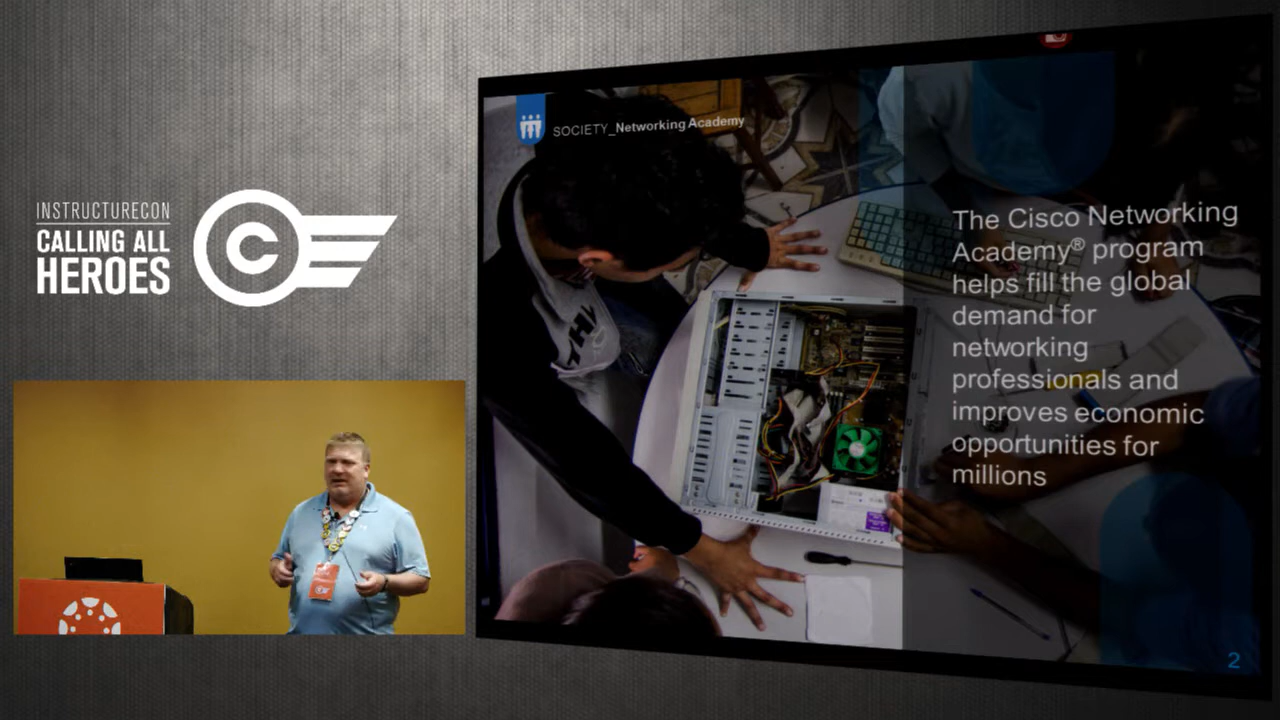 INSTRUCTURECON
CALLING ALL
HEROES
C
SOCIETY_Networking Academy
The Cisco Networking
Academy® program
helps fill the global
demand for
networking
professionals and
improves economic
opportunities for
millions
2